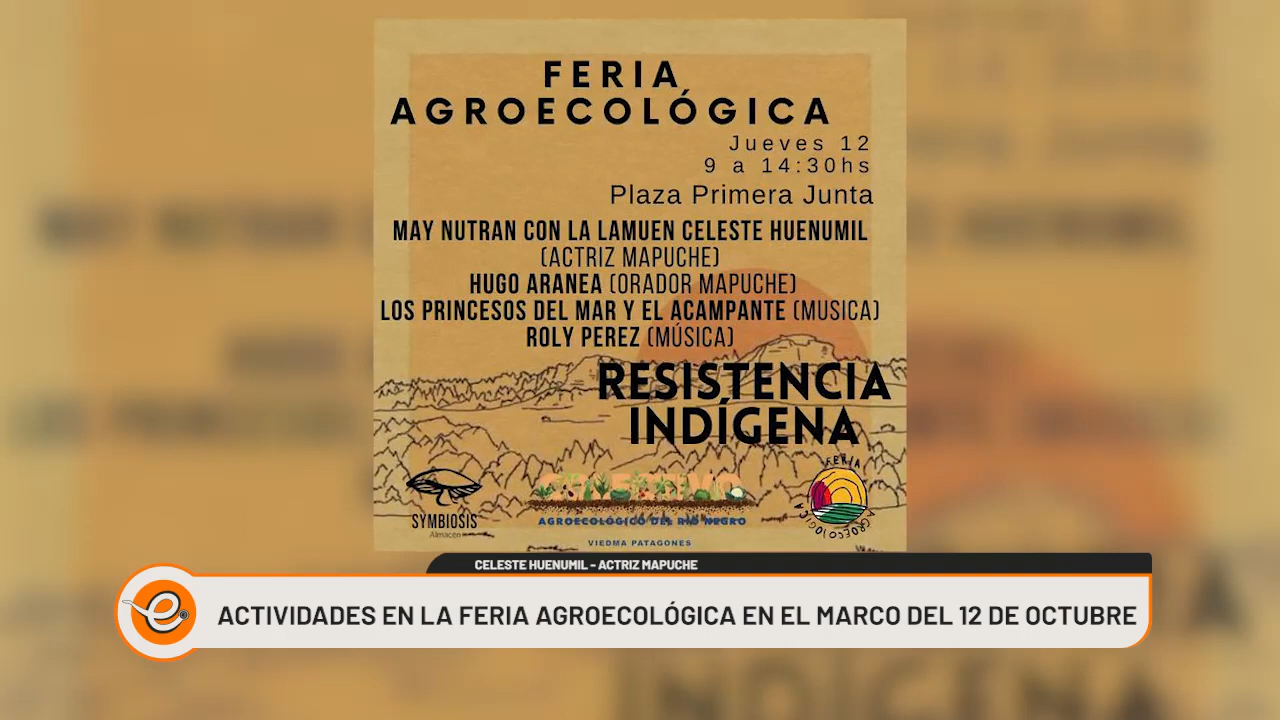 FERIA
AGROECOLÓGICA
Jueves 12
9 a 14:30hs
Plaza Primera Junta
MAY NUTRAN CON LA LAMUEN CELESTE HUENUMIL
(ACTRIZ MAPUCHE)
HUGO ARANEA (ORADOR MAPUCHE)
LOS PRINCESOS DEL MAR Y EL ACAMPANTE (MUSICA)
ROLY PEREZ (MÚSICA)
RESISTENCIA
INDÍGENA
SYMBIOSIS
Almacén
COLECTIVO
AGROECOLÓGICO DEL RÍO NEGRO
VIEDMA PATAGONES
FERIA
AGROECOLOGICA
CELESTE HUENUMIL - ACTRIZ MAPUCHE
e
ACTIVIDADES EN LA FERIA AGROECOLÓGICA EN EL MARCO DEL 12 DE OCTUBRE